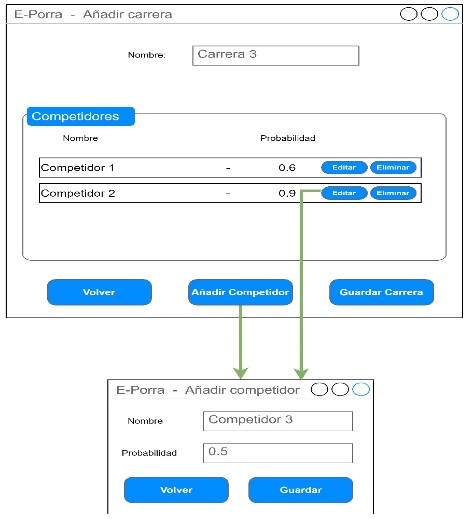 E-Porra - Añadir carrera
Nombre: Carrera 3
Competidores
Nombre Probabilidad
Competidor 1 - 0.6 Editar Eliminar
Competidor 2 - 0.9 Editar Eliminar
Volver Añadir Competidor Guardar Carrera
E-Porra - Añadir competidor
Nombre Competidor 3
Probabilidad 0.5
Volver Guardar